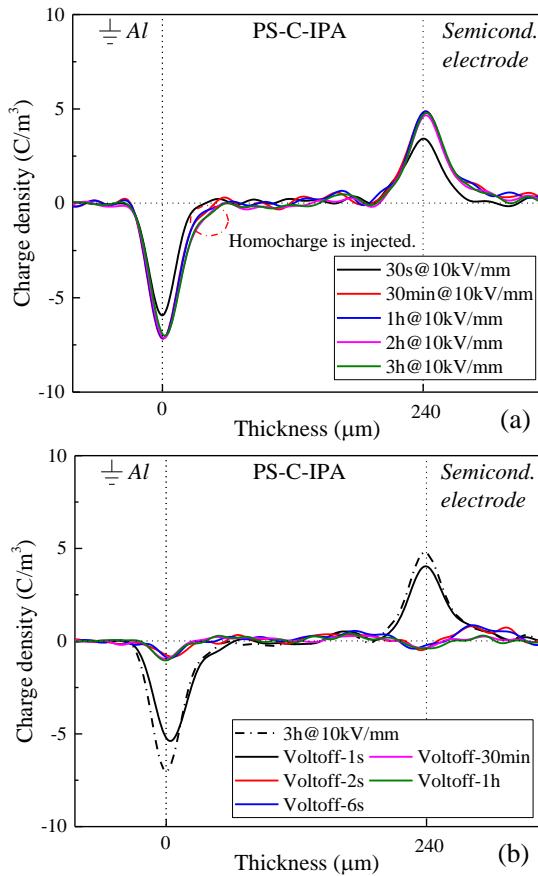 Al
PS-C-IPA
Semicond.
electrode
10
5
0
-5
-10
Charge density (C/m³)
Homocharge is injected.
30s@10kV/mm
30min@10kV/mm
1h@10kV/mm
2h@10kV/mm
3h@10kV/mm
0
240
Thickness (μm)
(a)
Al
PS-C-IPA
Semicond.
electrode
10
5
0
-5
-10
Charge density (C/m³)
3h@10kV/mm
Voltoff-1s
Voltoff-30min
Voltoff-2s
Voltoff-1h
Voltoff-6s
0
240
Thickness (μm)
(b)